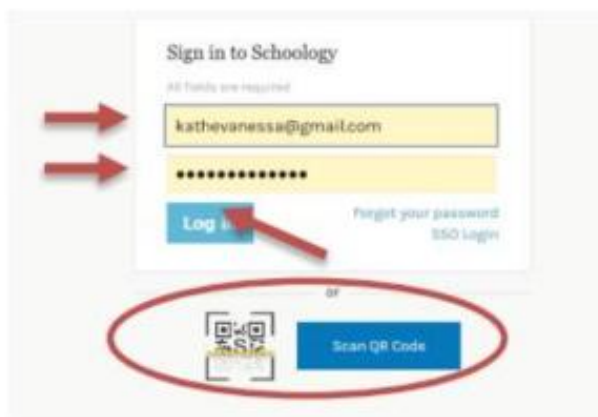 Sign in to Schoology
All fields are required
kathevanessa@gmail.com
•••••••••••••
Log
Forgot your password
SSO Login
or
Scan QR Code